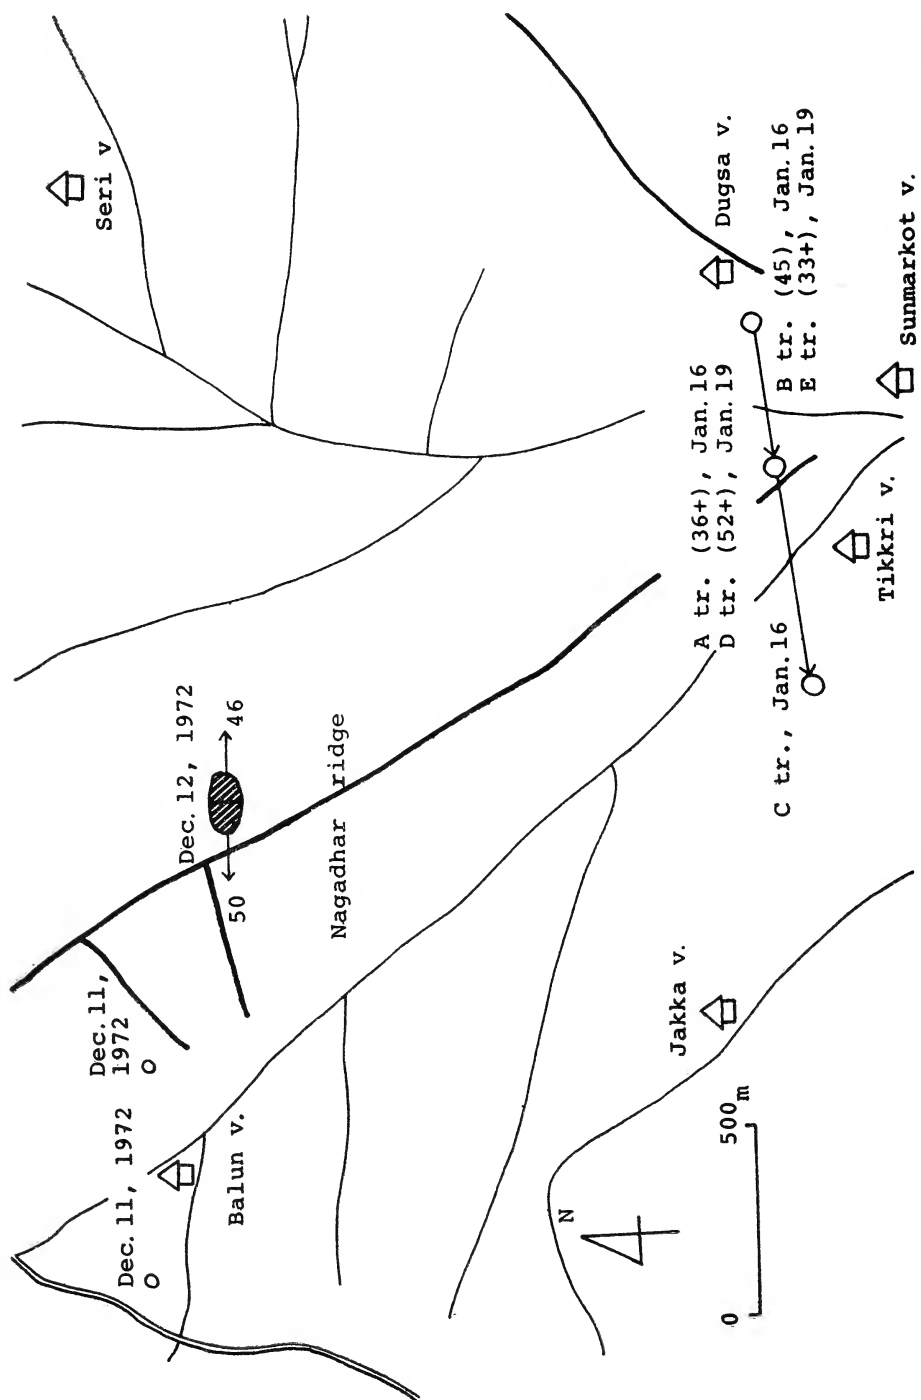 Dec. 11, 1972
Dec. 11,
1972
Dec. 12, 1972
50
46
Seri v
Balun v.
Nagadhar ridge
N
0
500m
Jakka v.
C tr., Jan. 16
A tr. (36+), Jan. 16
D tr. (52+), Jan. 19
Dugsa v.
B tr. (45), Jan. 16
E tr. (33+), Jan. 19
Tikkri v.
Sunmarkot v.